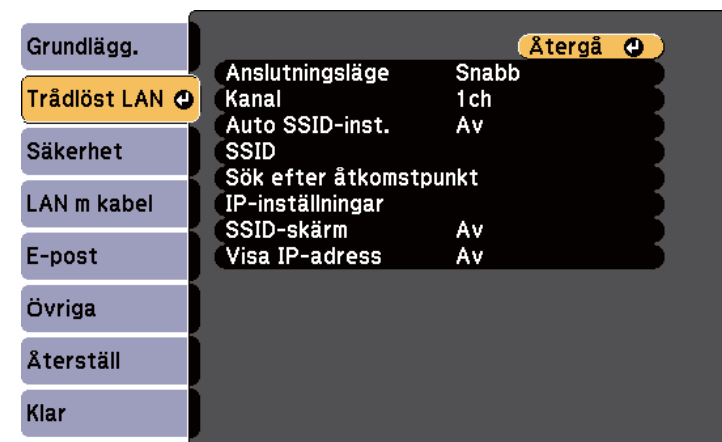 Grundlägg.
Trådlöst LAN
Säkerhet
LAN m kabel
E-post
Övriga
Återställ
Klar
Återgå
Anslutningsläge Snabb
Kanal 1ch
Auto SSID-inst. Av
SSID
Sök efter åtkomstpunkt
IP-inställningar
SSID-skärm Av
Visa IP-adress Av